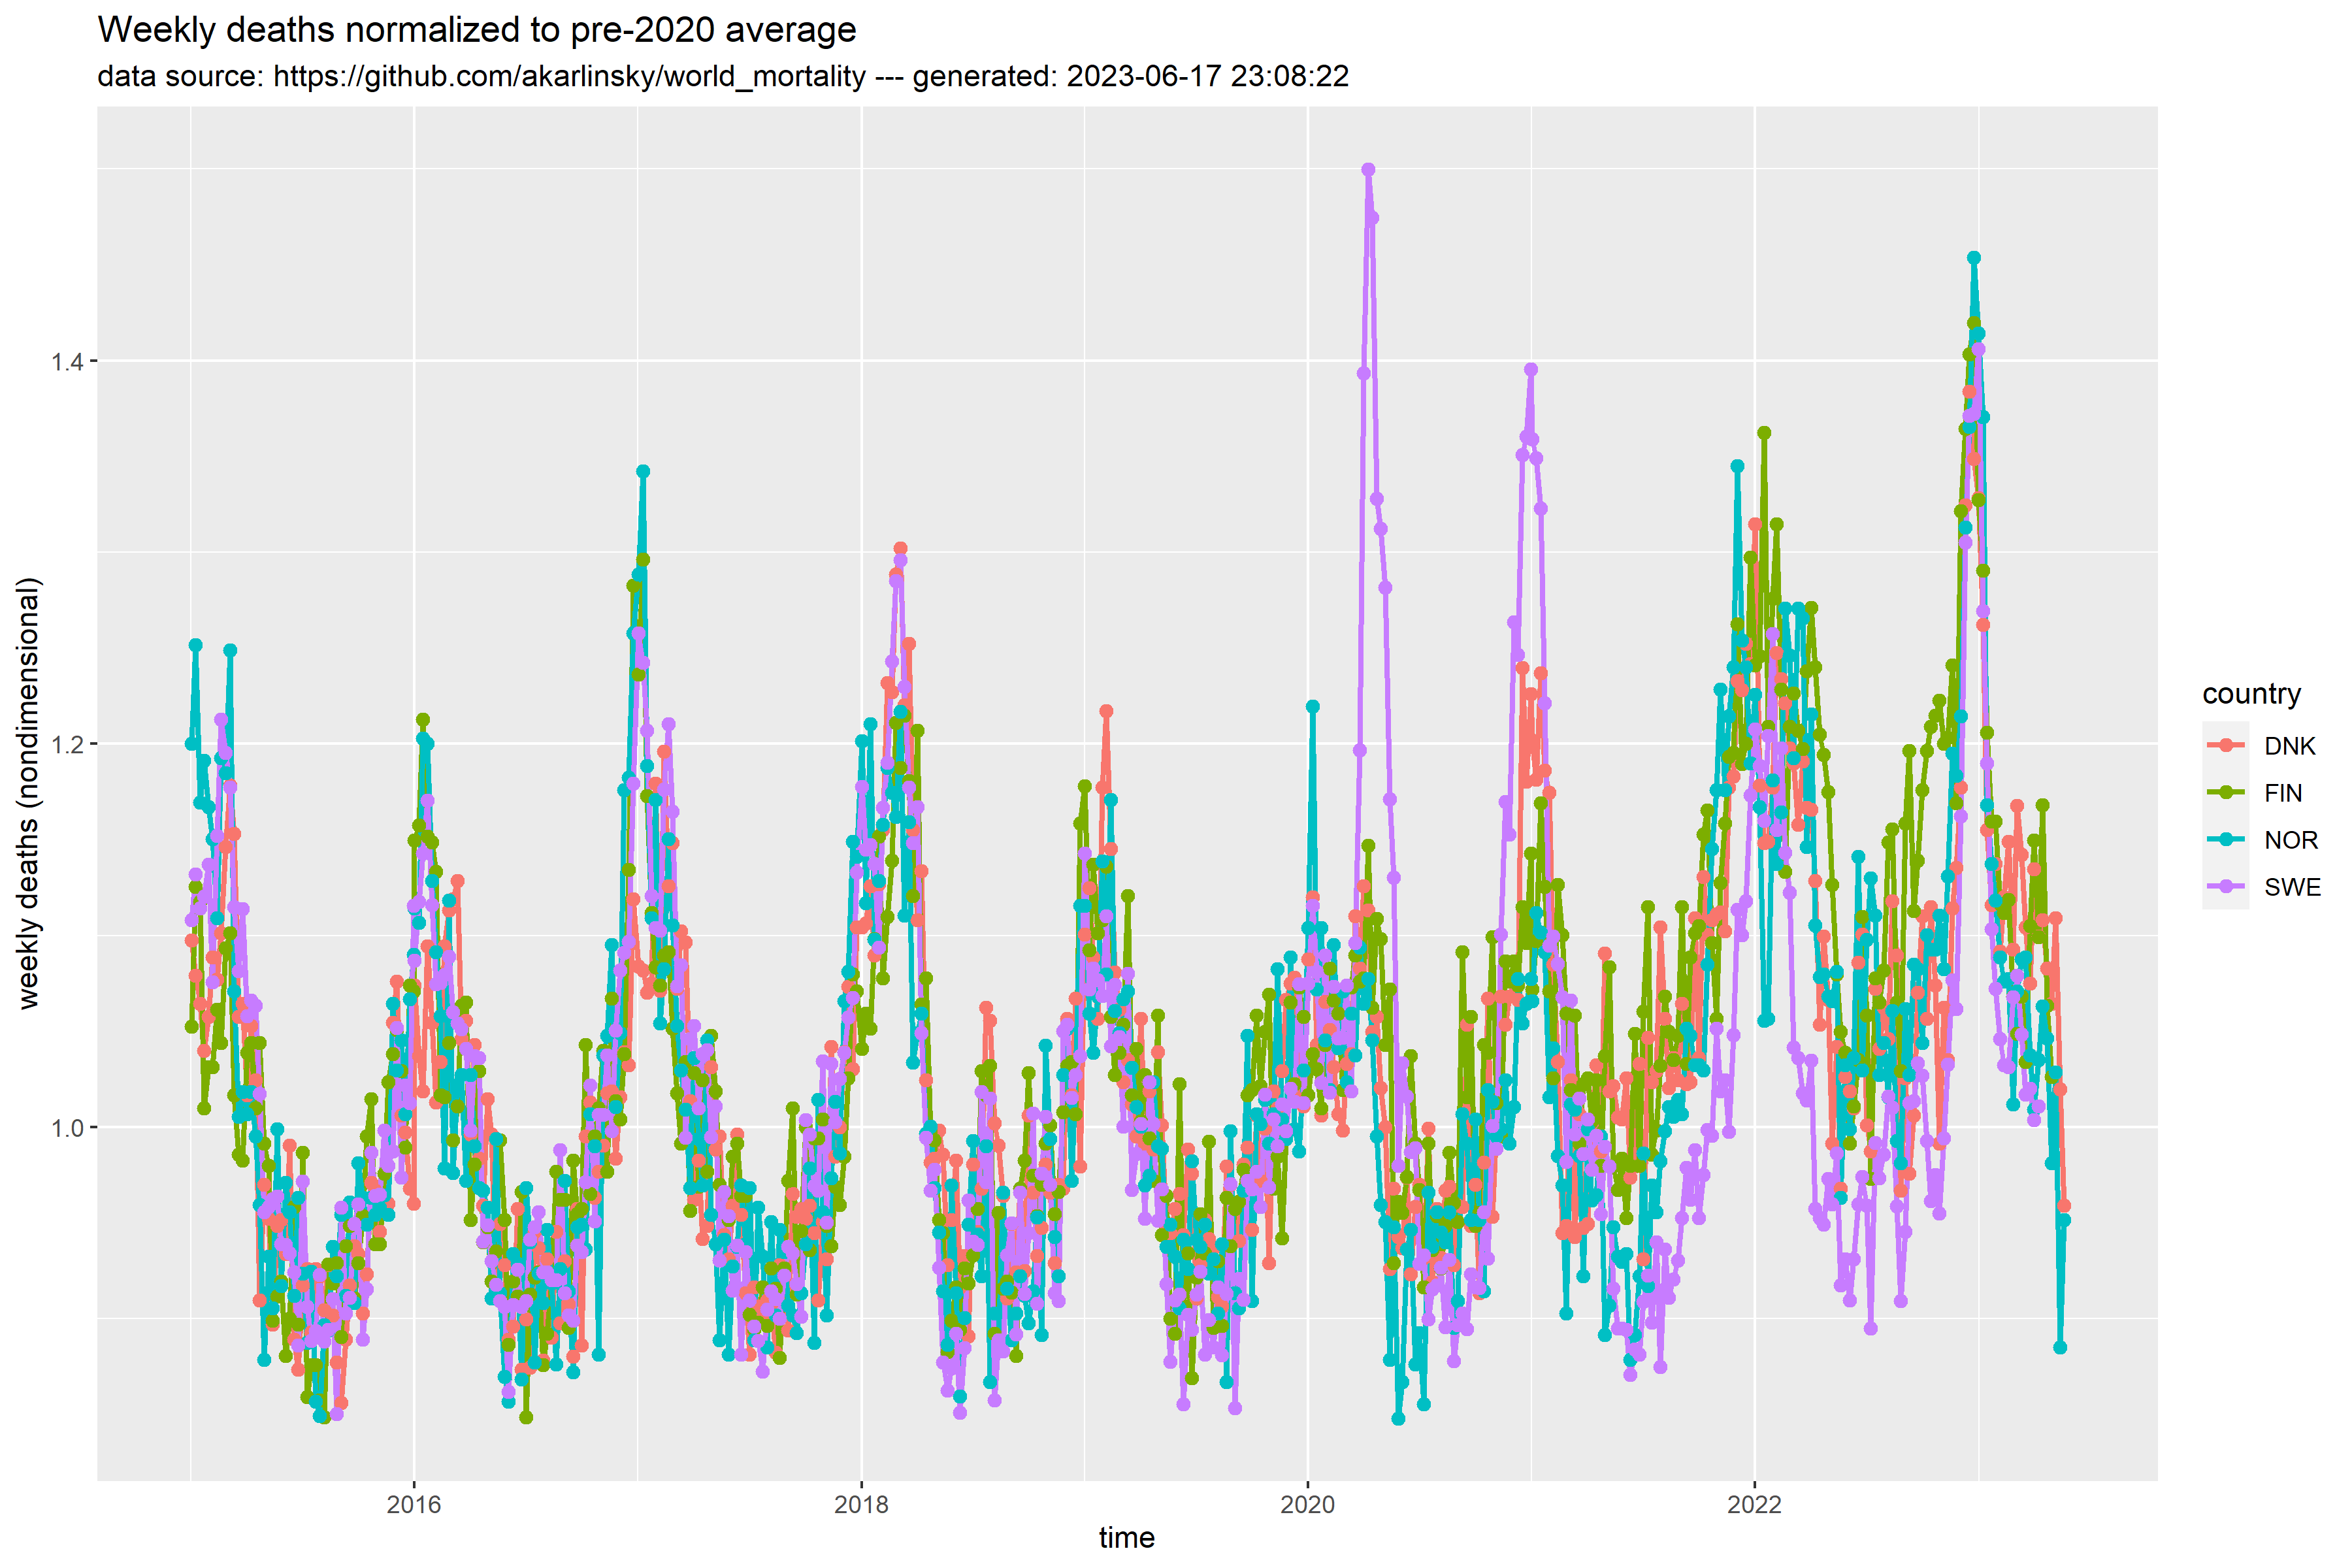 Weekly deaths normalized to pre-2020 average
data source: https://github.com/akarlinsky/world_mortality --- generated: 2023-06-17 23:08:22
weekly deaths (nondimensional)
1.4
1.2
1.0
2016
2018
2020
2022
time
country
DNK
FIN
NOR
SWE